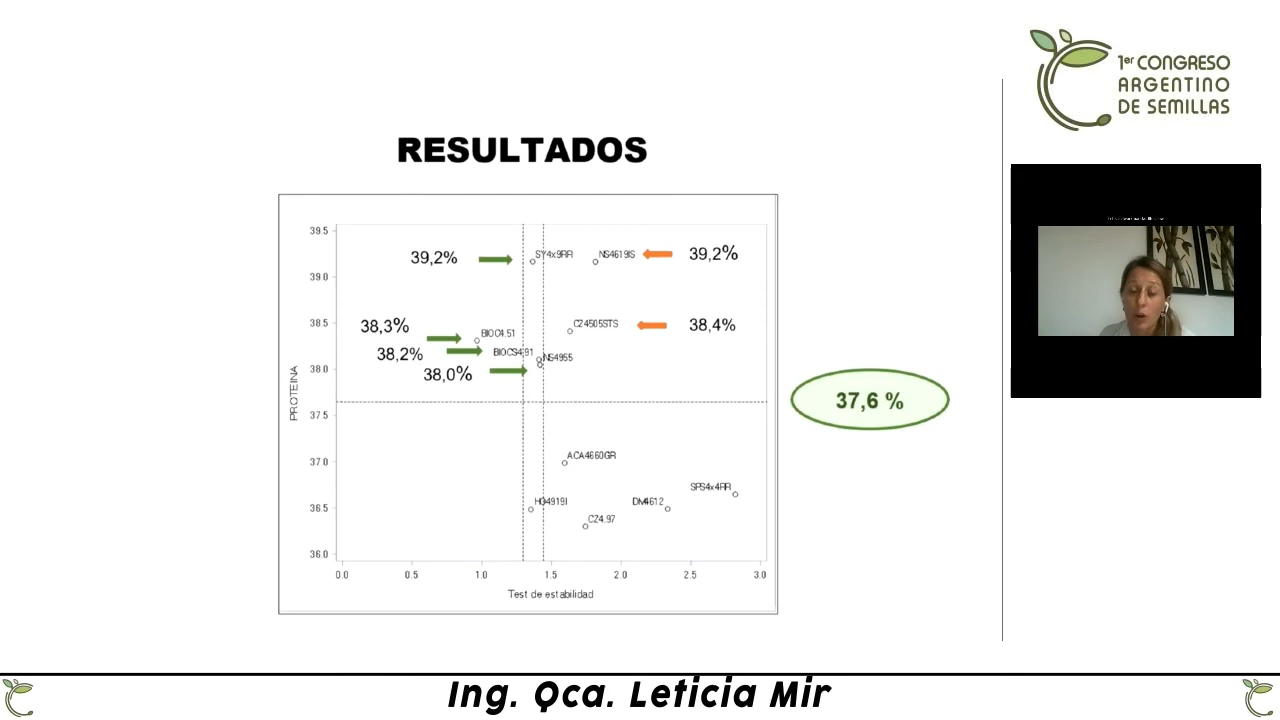 1er CONGRESO
ARGENTINO
DE SEMILLAS
RESULTADOS
39.5
39.0
38.5
38.0
37.5
37.0
36.5
36.0
PROTEINA
39,2%
SY4x9RR
NS4619IS
39,2%
38,3%
BIOC4.51
CZ4505STS
38,4%
38,2%
BIOCS4.91
NS4955
38,0%
37,6 %
ACA4660GR
SPS4x4RR
HO4919I
DM4612
CZ4.97
0.0 0.5 1.0 1.5 2.0 2.5 3.0
Test de estabilidad
Ing. Qca. Leticia Mir